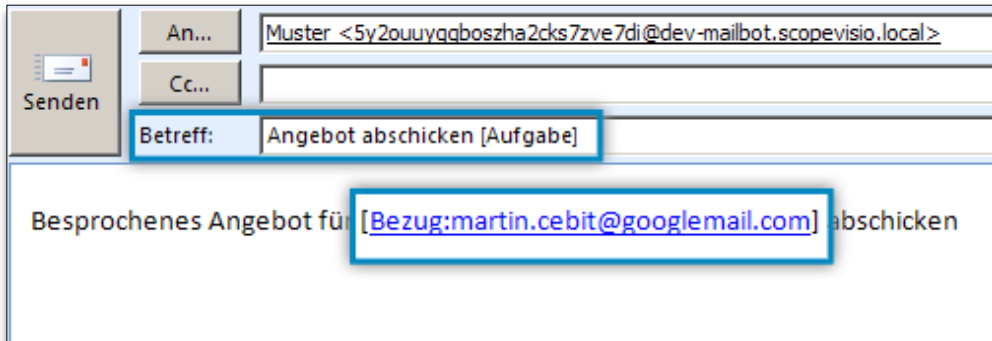 An... Muster <5y2ouuyqqboszha2cks7zve7di@dev-mailbot.scopevisio.local>
Senden
Cc...
Betreff: Angebot abschicken [Aufgabe]
Besprochenes Angebot für [Bezug:martin.cebit@googlemail.com] abschicken